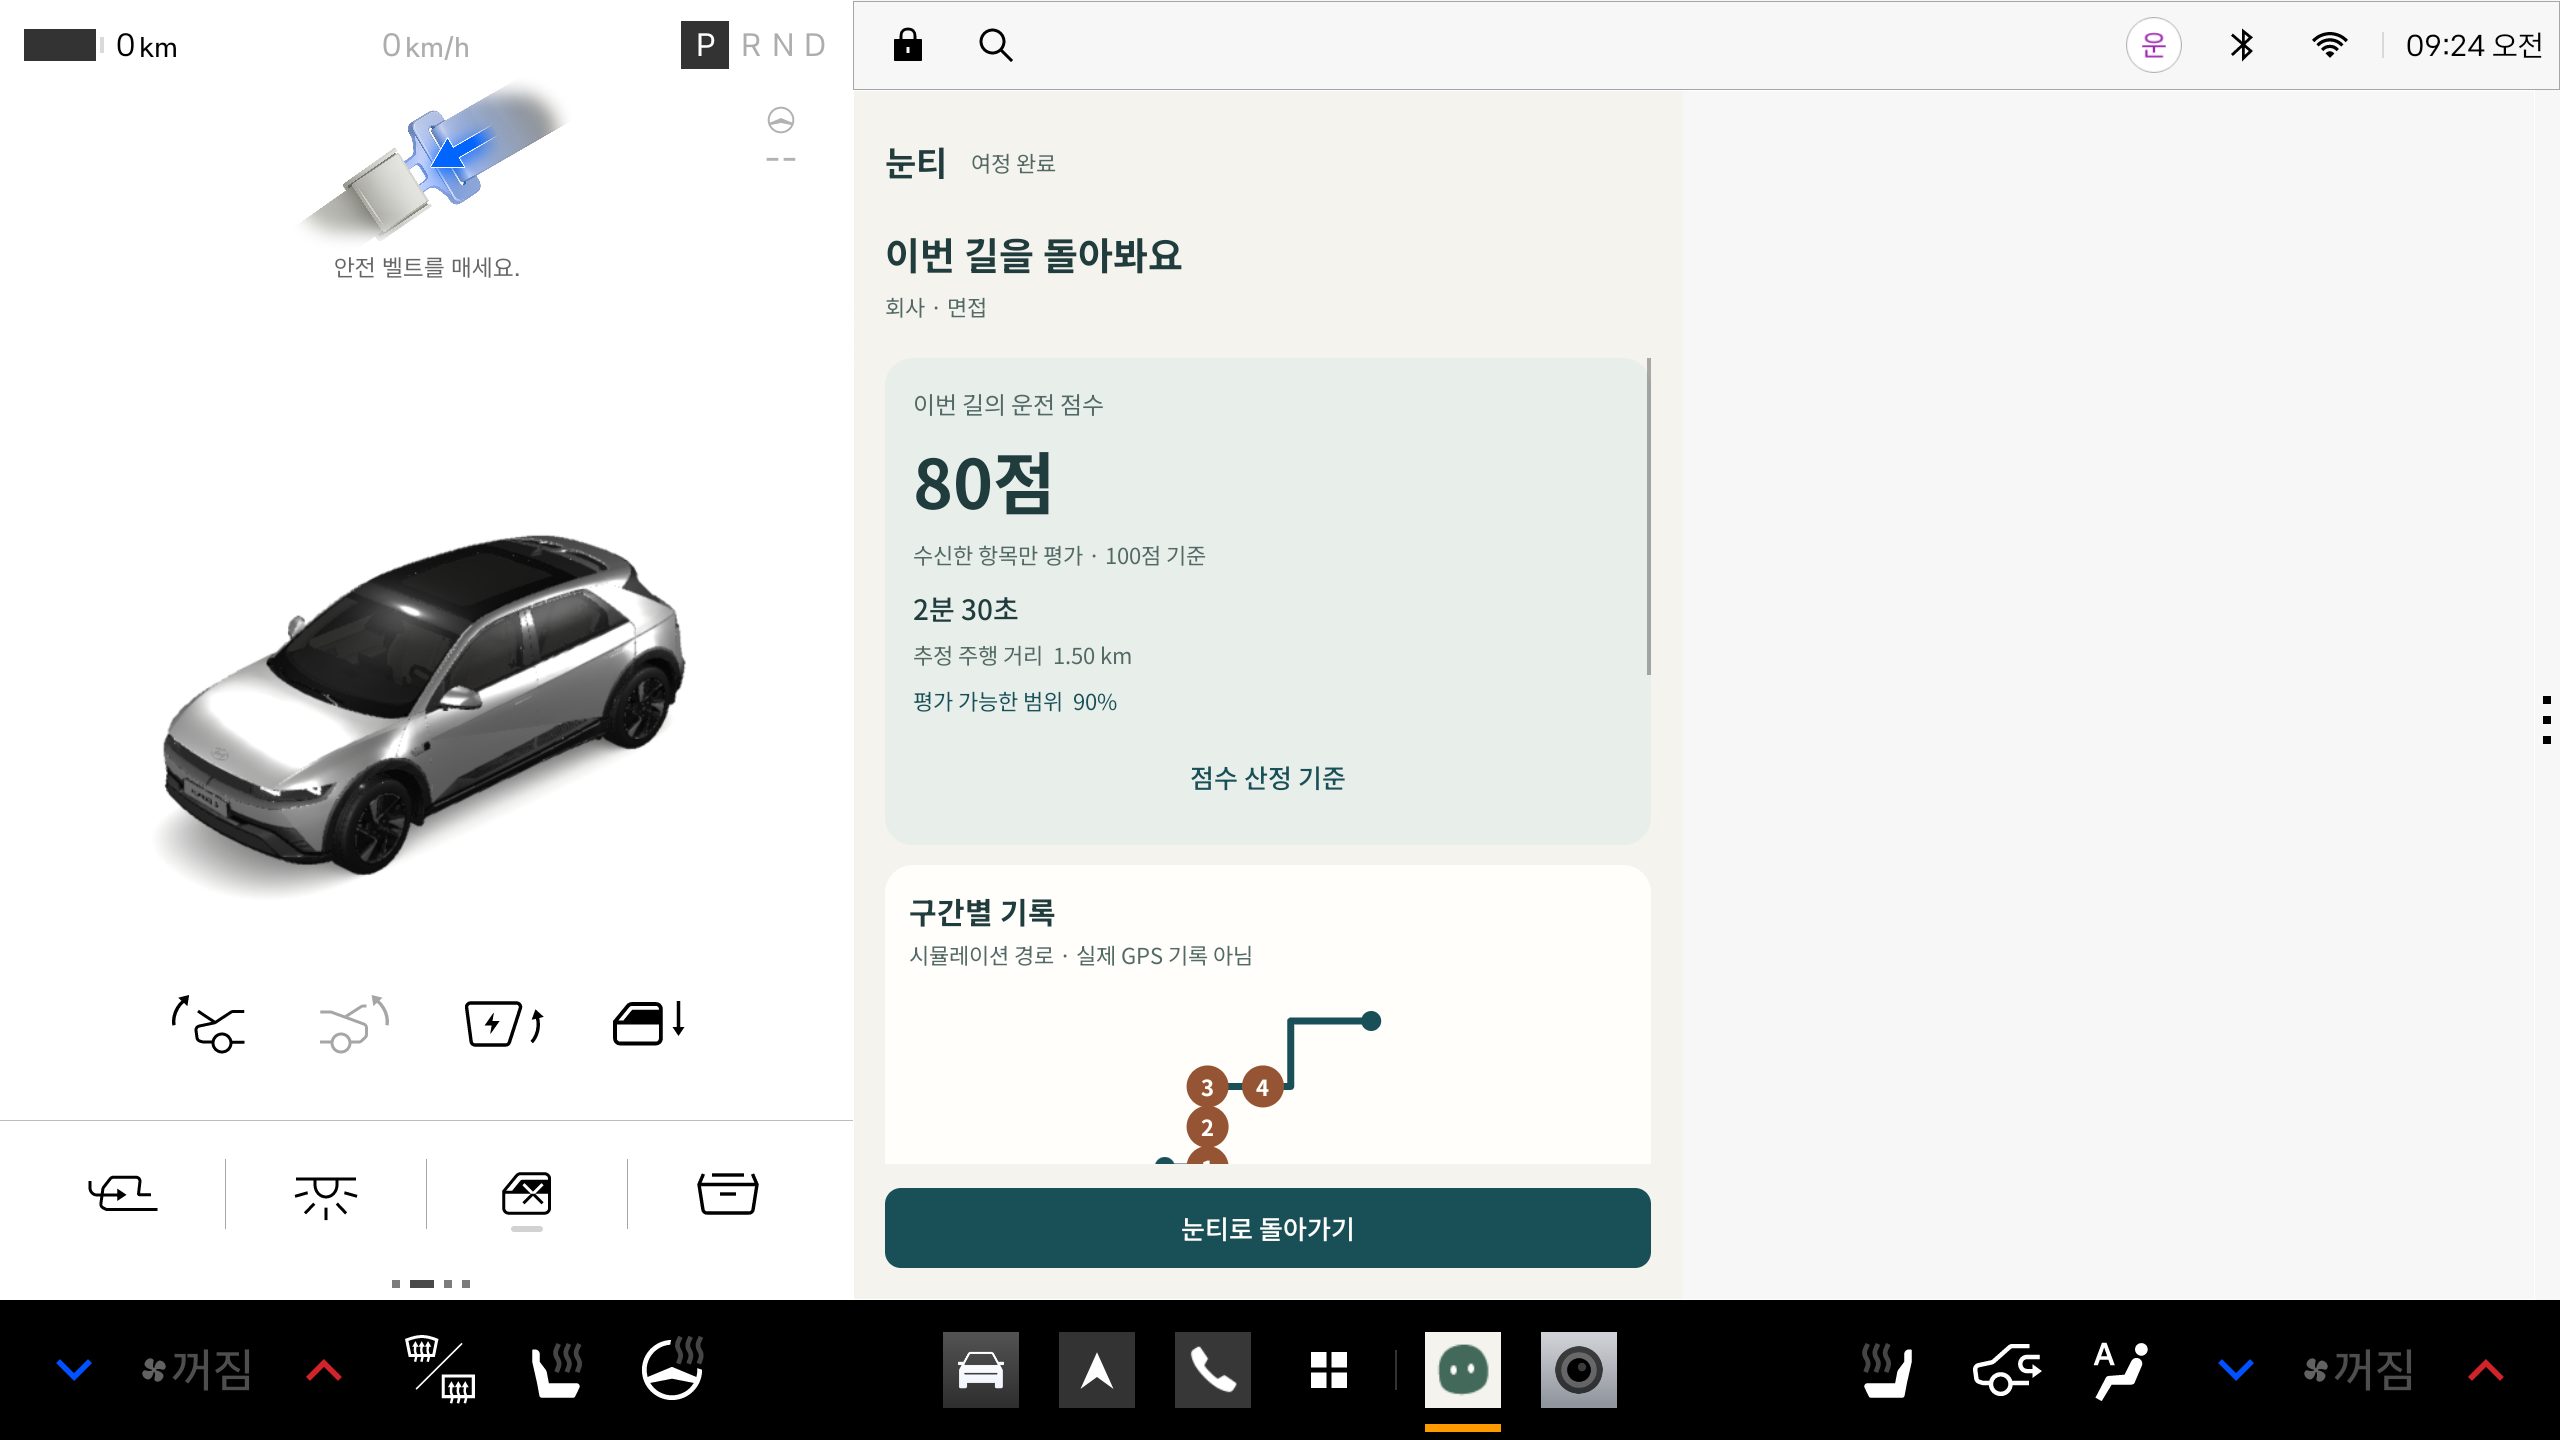 0 km
0 km/h
P R N D
안전 벨트를 매세요.
운
09:24 오전
눈티 여정 완료
이번 길을 돌아봐요
회사 · 면접
이번 길의 운전 점수
80점
수신한 항목만 평가 · 100점 기준
2분 30초
추정 주행 거리 1.50 km
평가 가능한 범위 90%
점수 산정 기준
구간별 기록
시뮬레이션 경로 · 실제 GPS 기록 아님
3
4
2
눈티로 돌아가기
꺼짐
A
꺼짐